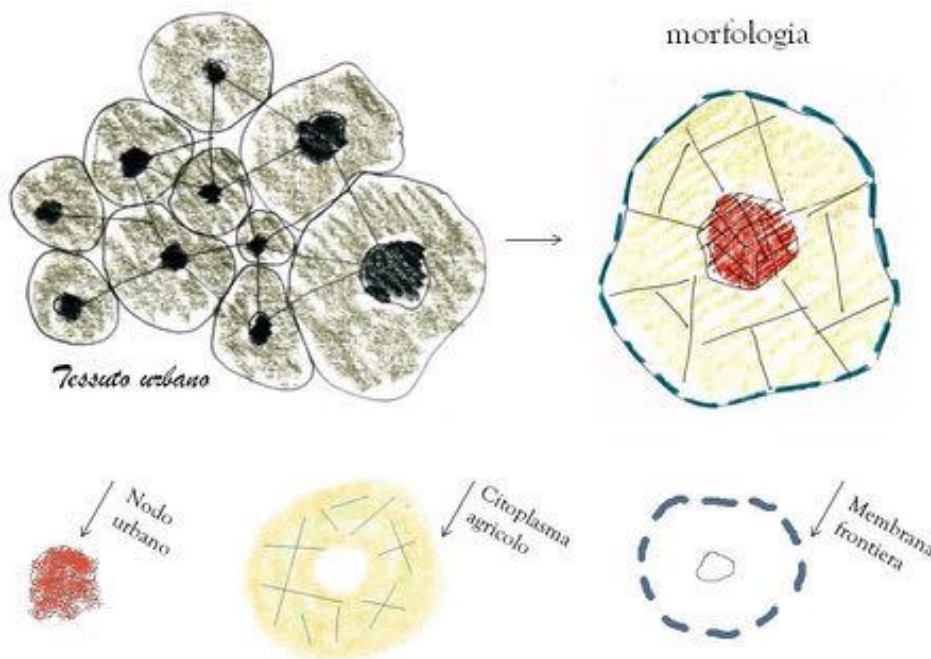 morfologia
Tessuto urbano
Nodo
urbano
Citoplasma
agricolo
Membrana
frontiera